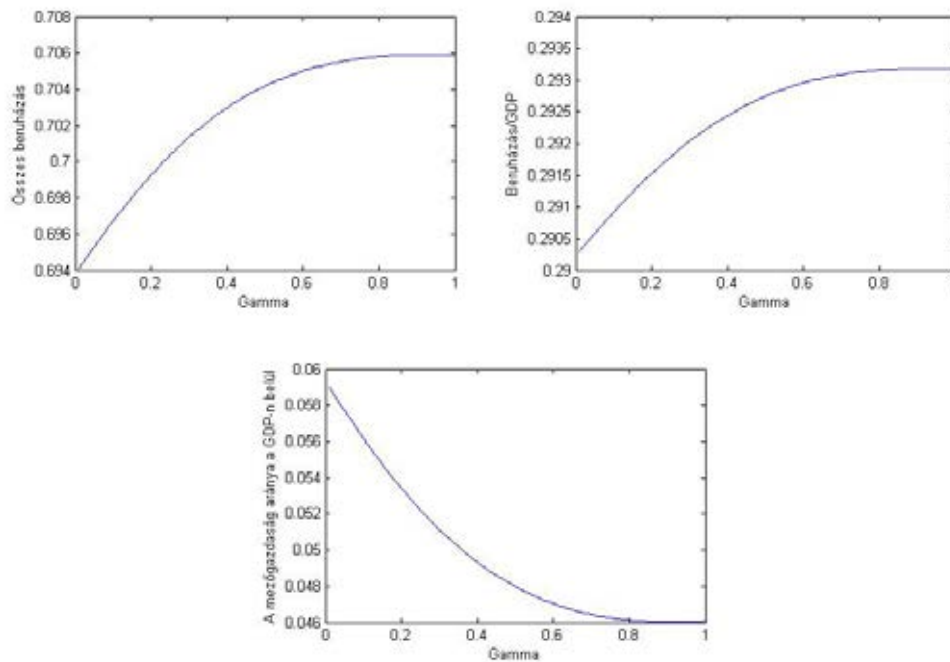 Összes beruházás
0.708
0.706
0.704
0.702
0.7
0.698
0.696
0.694
0 0.2 0.4 0.6 0.8 1
Gamma
Beruházás/GDP
0.294
0.2935
0.293
0.2925
0.292
0.2915
0.291
0.2905
0.29
0 0.2 0.4 0.6 0.8
Gamma
A mezőgazdaság aránya a GDP-n belül
0.06
0.058
0.056
0.054
0.052
0.05
0.048
0.046
0 0.2 0.4 0.6 0.8 1
Gamma